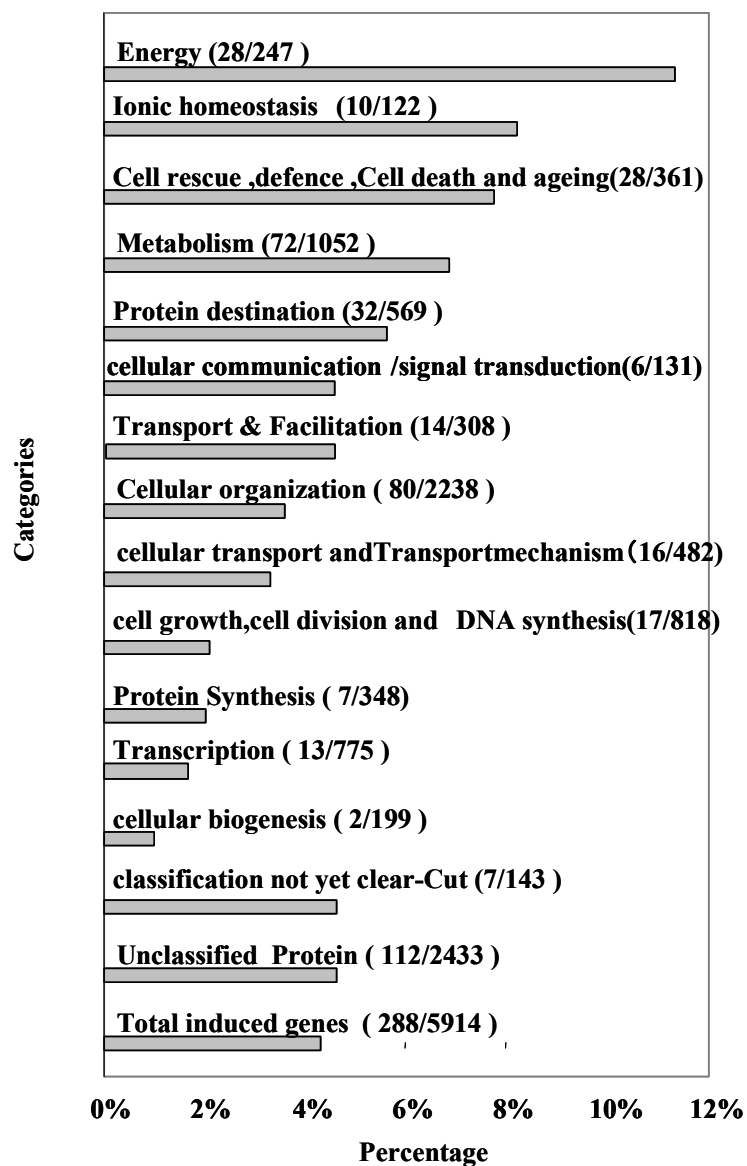 Energy (28/247 )
Ionic homeostasis (10/122 )
Cell rescue ,defence ,Cell death and ageing(28/361)
Metabolism (72/1052 )
Protein destination (32/569 )
cellular communication /signal transduction(6/131)
Transport & Facilitation (14/308 )
Cellular organization ( 80/2238 )
cellular transport andTransportmechanism(16/482)
cell growth,cell division and DNA synthesis(17/818)
Protein Synthesis ( 7/348)
Transcription ( 13/775 )
cellular biogenesis ( 2/199 )
classification not yet clear-Cut (7/143 )
Unclassified Protein ( 112/2433 )
Total induced genes ( 288/5914 )
Categories
0% 2% 4% 6% 8% 10% 12%
Percentage